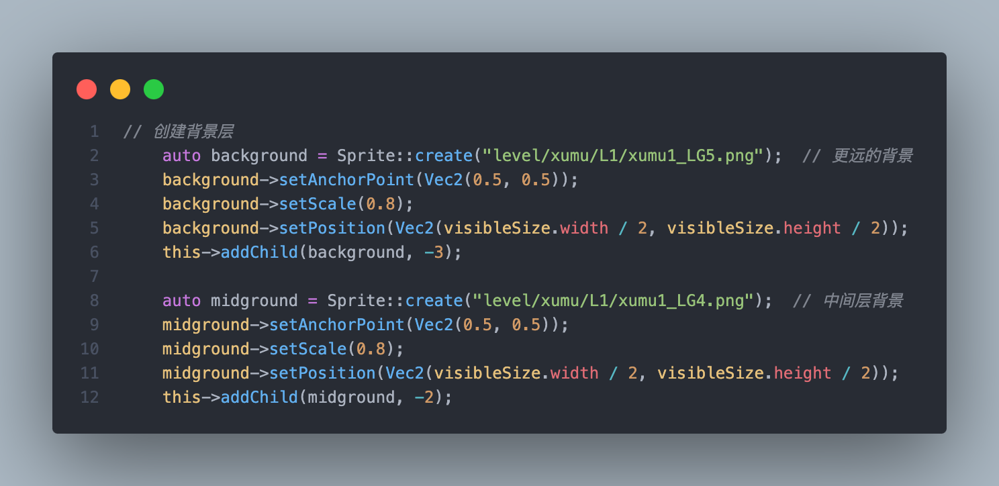 1 // 创建背景层
2     auto background = Sprite::create("level/xumu/L1/xumu1_LG5.png");  // 更远的背景
3     background->setAnchorPoint(Vec2(0.5, 0.5));
4     background->setScale(0.8);
5     background->setPosition(Vec2(visibleSize.width / 2, visibleSize.height / 2));
6     this->addChild(background, -3);
7
8     auto midground = Sprite::create("level/xumu/L1/xumu1_LG4.png");  // 中间层背景
9     midground->setAnchorPoint(Vec2(0.5, 0.5));
10     midground->setScale(0.8);
11     midground->setPosition(Vec2(visibleSize.width / 2, visibleSize.height / 2));
12     this->addChild(midground, -2);